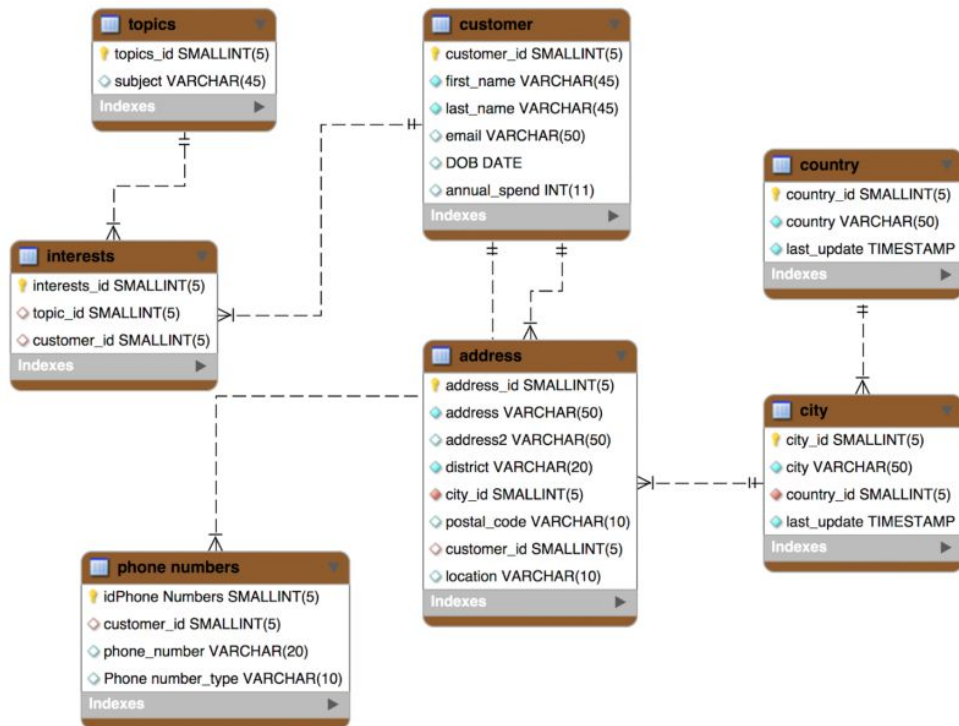 topics
topics_id SMALLINT(5)
subject VARCHAR(45)
Indexes
customer
customer_id SMALLINT(5)
first_name VARCHAR(45)
last_name VARCHAR(45)
email VARCHAR(50)
DOB DATE
annual_spend INT(11)
Indexes
country
country_id SMALLINT(5)
country VARCHAR(50)
last_update TIMESTAMP
Indexes
interests
interests_id SMALLINT(5)
topic_id SMALLINT(5)
customer_id SMALLINT(5)
Indexes
address
address_id SMALLINT(5)
address VARCHAR(50)
address2 VARCHAR(50)
district VARCHAR(20)
city_id SMALLINT(5)
postal_code VARCHAR(10)
customer_id SMALLINT(5)
location VARCHAR(10)
Indexes
city
city_id SMALLINT(5)
city VARCHAR(50)
country_id SMALLINT(5)
last_update TIMESTAMP
Indexes
phone numbers
idPhone Numbers SMALLINT(5)
customer_id SMALLINT(5)
phone_number VARCHAR(20)
Phone number_type VARCHAR(10)
Indexes